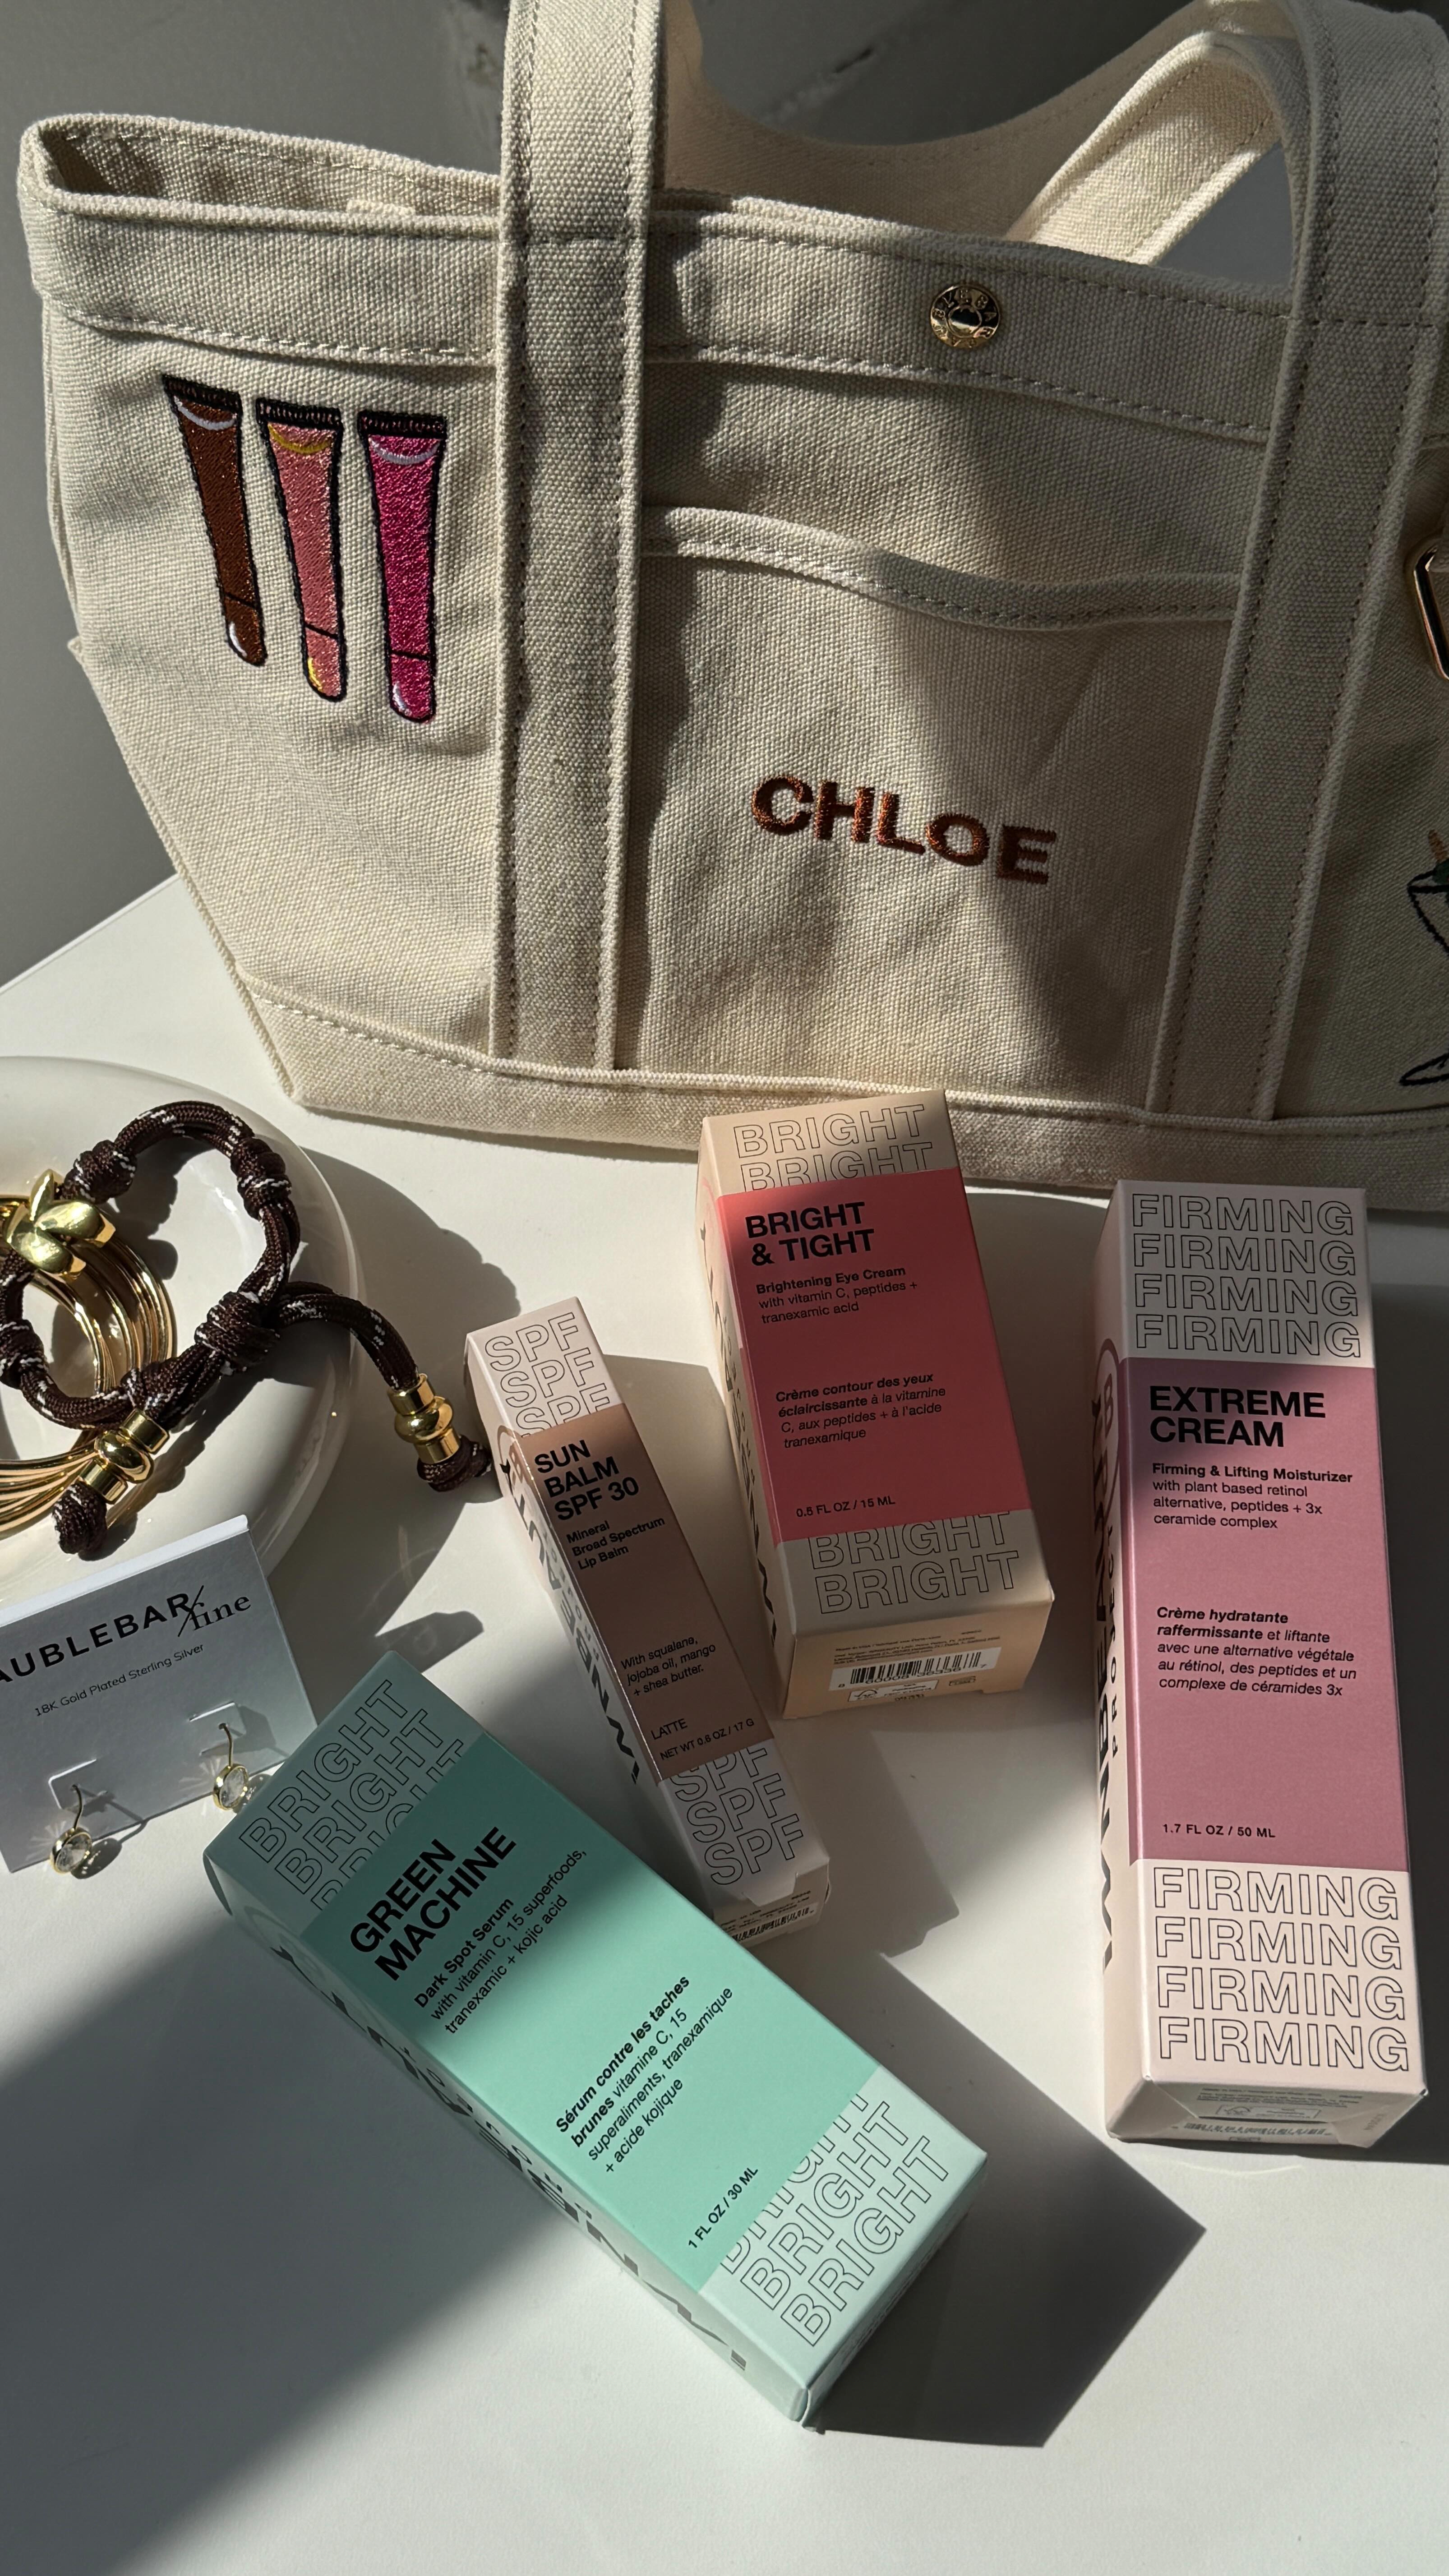 CHLOE
BRIGHT
BRIGHT
BRIGHT
& TIGHT
Brightening Eye Cream
with vitamin C, peptides +
tranexamic acid
Crème contour des yeux
éclaircissante à la vitamine
C, aux peptides + à l'acide
tranexamique
0.5 FL OZ / 15 ML
BRIGHT
BRIGHT
FIRMING
FIRMING
FIRMING
FIRMING
EXTREME
CREAM
Firming & Lifting Moisturizer
with plant based retinol
alternative, peptides + 3x
ceramide complex
Crème hydratante
raffermissante et liftante
avec une alternative végétale
au rétinol, des peptides et un
complexe de céramides 3x
1.7 FL OZ / 50 ML
FIRMING
FIRMING
FIRMING
FIRMING
SPF
SPF
SPF
SUN
BALM
SPF 30
Mineral
Broad Spectrum
Lip Balm
With squalane,
jojoba oil, mango
+ shea butter.
LATTE
NET WT 0.6 OZ / 17 G
SPF
SPF
SPF
AUBLEBAR/fine
18K Gold Plated Sterling Silver
BRIGHT
BRIGHT
BRIGHT
GREEN
MACHINE
Dark Spot Serum
with vitamin C, 15 superfoods,
tranexamic + kojic acid
Sérum contre les taches
brunes vitamine C, 15
superaliments, tranexamique
+ acide kojique
1 FL OZ / 30 ML
BRIGHT
BRIGHT
BRIGHT